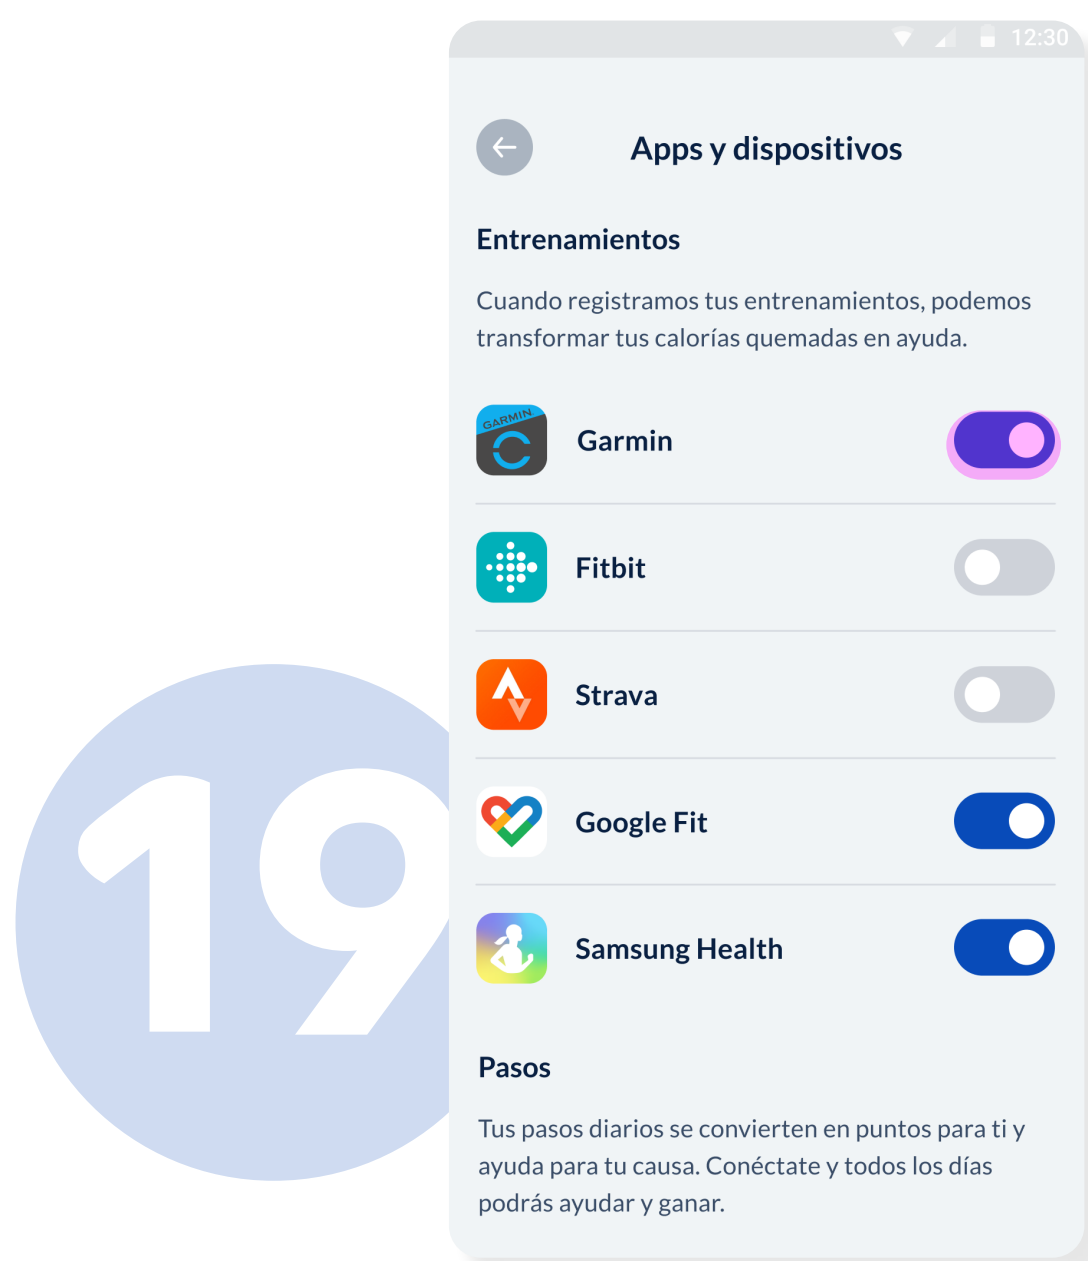 12:30
Apps y dispositivos
Entrenamientos
Cuando registramos tus entrenamientos, podemos
transformar tus calorías quemadas en ayuda.
GARMIN.
Garmin
Fitbit
Strava
Google Fit
Samsung Health
19
Pasos
Tus pasos diarios se convierten en puntos para ti y
ayuda para tu causa. Conéctate y todos los días
podrás ayudar y ganar.